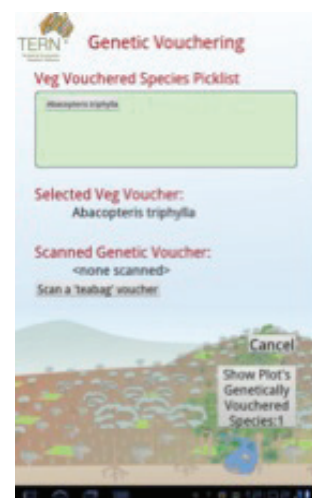 TERN
Genetic Vouchering
Veg Vouchered Species Picklist
Abacopteris triphylla
Selected Veg Voucher:
Abacopteris triphylla
Scanned Genetic Voucher:
<none scanned>
Scan a 'teabag' voucher
Cancel
Show Plot's
Genetically
Vouchered
Species:1